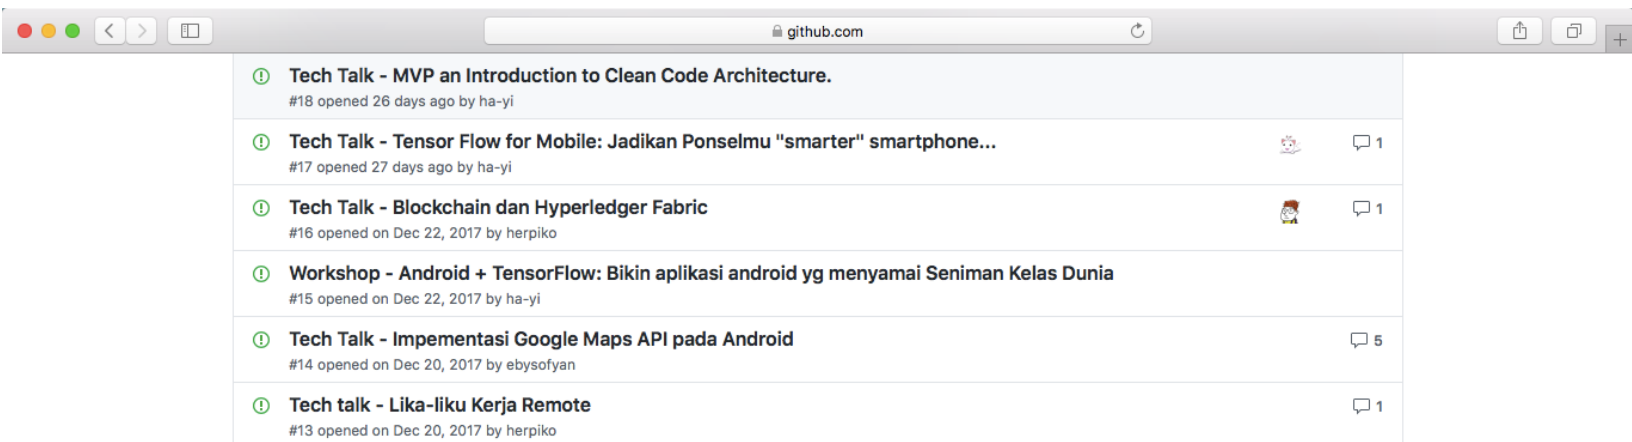 github.com
Tech Talk - MVP an Introduction to Clean Code Architecture.
#18 opened 26 days ago by ha-yi
Tech Talk - Tensor Flow for Mobile: Jadikan Ponselmu "smarter" smartphone...
1
#17 opened 27 days ago by ha-yi
Tech Talk - Blockchain dan Hyperledger Fabric
1
#16 opened on Dec 22, 2017 by herpiko
Workshop - Android + TensorFlow: Bikin aplikasi android yg menyamai Seniman Kelas Dunia
#15 opened on Dec 22, 2017 by ha-yi
Tech Talk - Impementasi Google Maps API pada Android
5
#14 opened on Dec 20, 2017 by ebysofyan
Tech talk - Lika-liku Kerja Remote
1
#13 opened on Dec 20, 2017 by herpiko